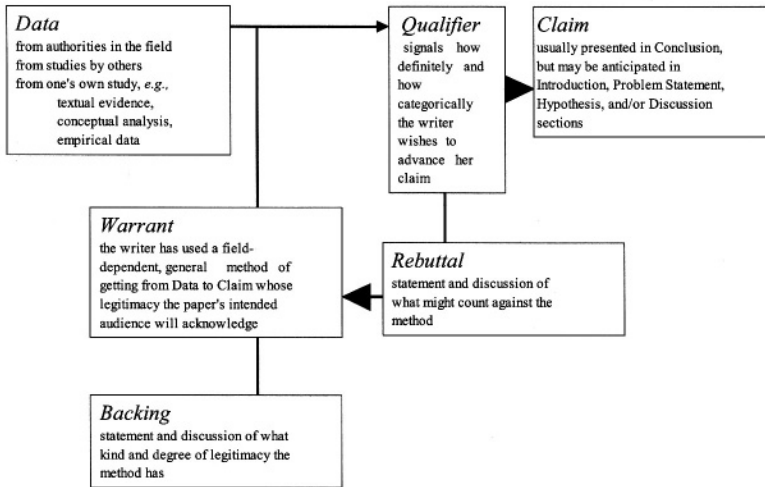 Data
from authorities in the field
from studies by others
from one's own study, e.g.,
textual evidence,
conceptual analysis,
empirical data
Qualifier
signals how
definitely and
how
categorically
the writer
wishes to
advance her
claim
Claim
usually presented in Conclusion,
but may be anticipated in
Introduction, Problem Statement,
Hypothesis, and/or Discussion
sections
Warrant
the writer has used a field-
dependent, general method of
getting from Data to Claim whose
legitimacy the paper's intended
audience will acknowledge
Rebuttal
statement and discussion of
what might count against the
method
Backing
statement and discussion of what
kind and degree of legitimacy the
method has